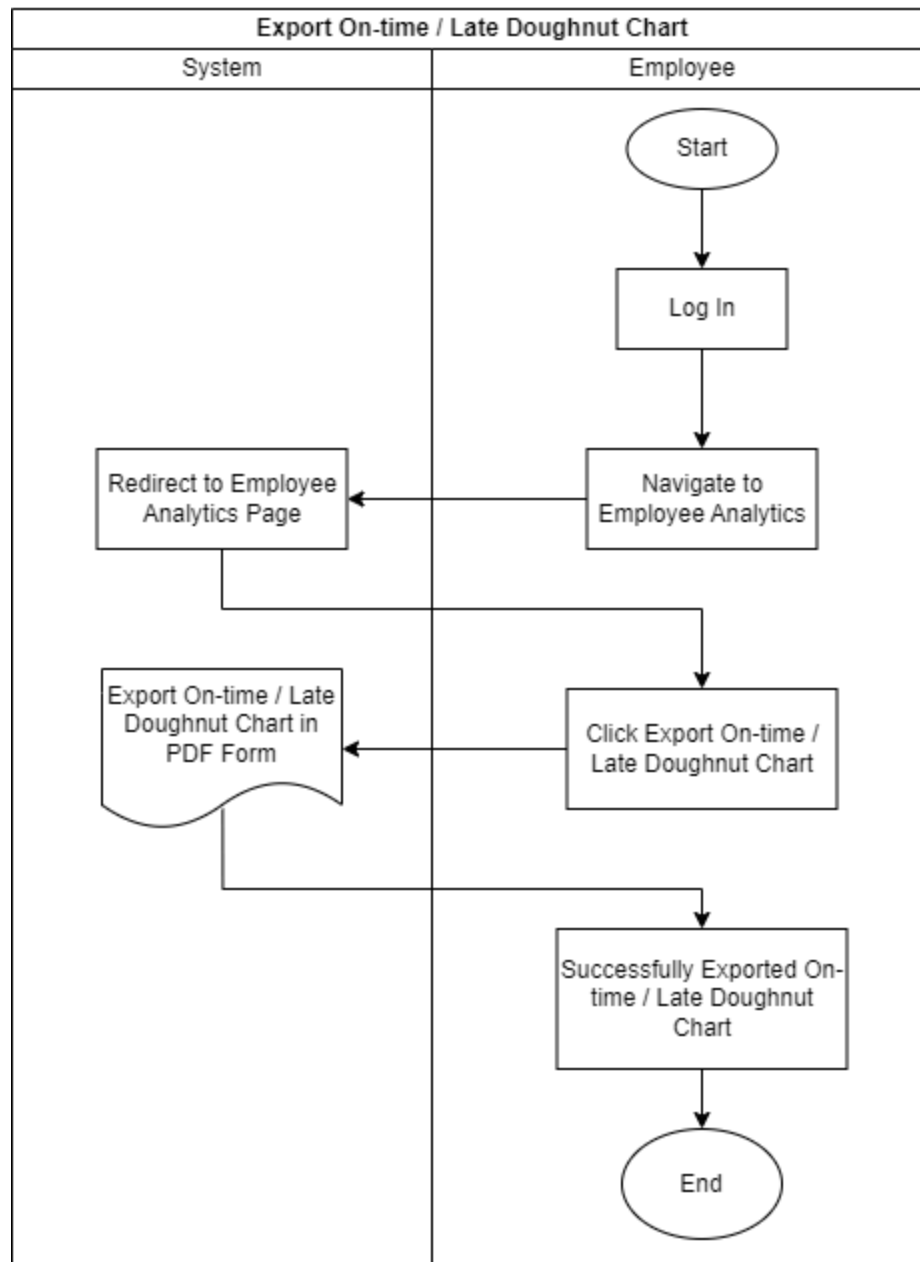 Export On-time / Late Doughnut Chart
System
Employee
Start
Log In
Navigate to
Employee Analytics
Redirect to Employee
Analytics Page
Click Export On-time /
Late Doughnut Chart
Export On-time / Late
Doughnut Chart in
PDF Form
Successfully Exported On-
time / Late Doughnut
Chart
End